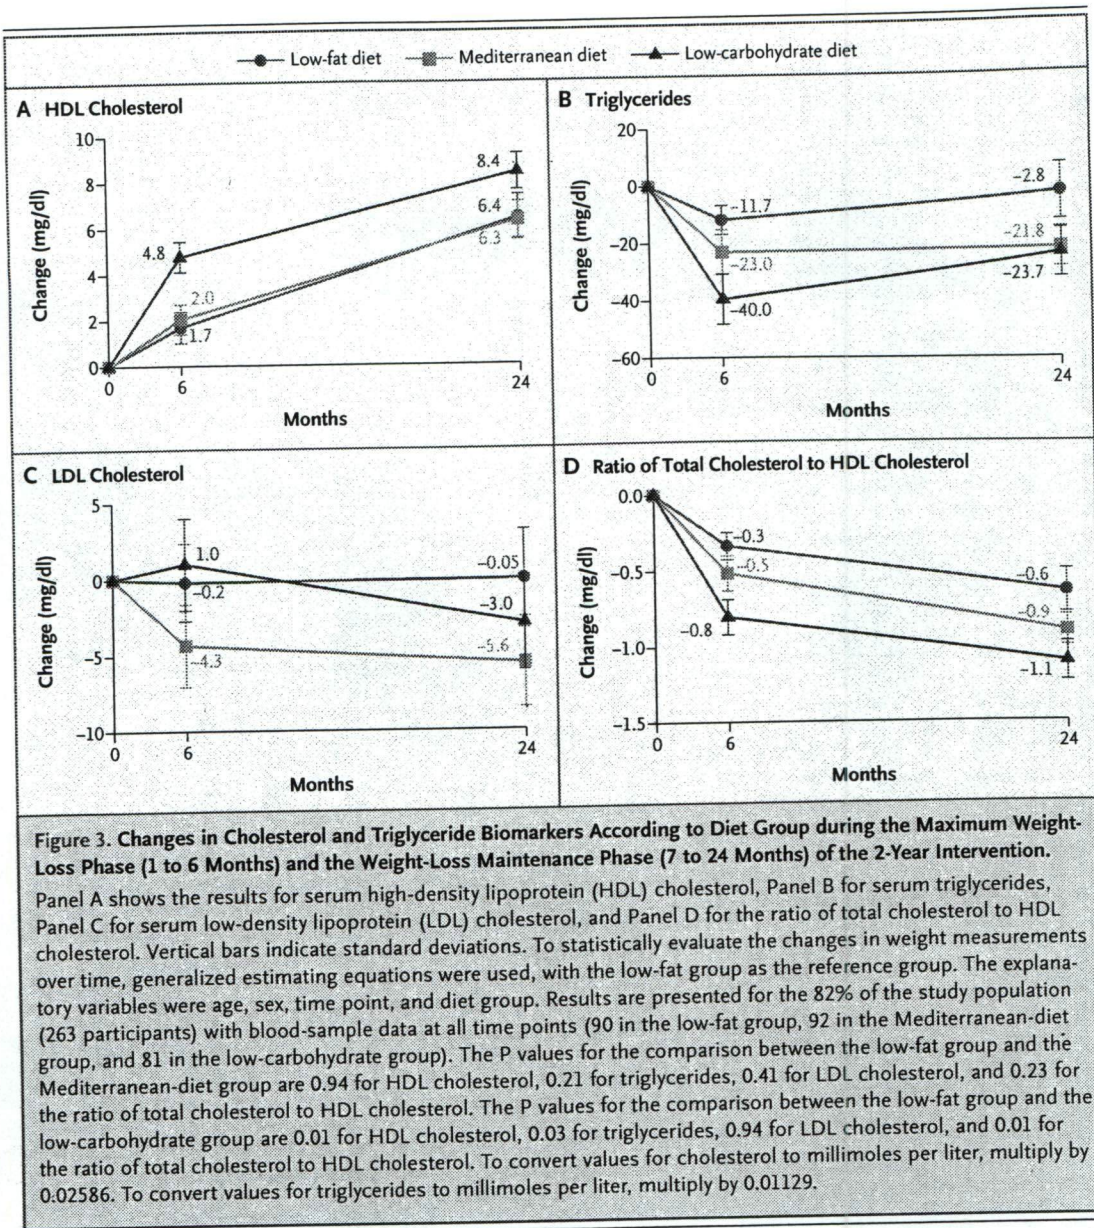 Low-fat diet Mediterranean diet Low-carbohydrate diet
A HDL Cholesterol
10
8
6
4
2
0
Change (mg/dl)
4.8
2.0
1.7
8.4
6.4
6.3
0 6 24
Months
B Triglycerides
20
0
−20
−40
−60
Change (mg/dl)
−11.7
−23.0
−40.0
−2.8
−21.8
−23.7
0 6 24
Months
C LDL Cholesterol
5
0
−5
−10
Change (mg/dl)
1.0
−0.2
−4.3
−0.05
−3.0
−5.6
0 6 24
Months
D Ratio of Total Cholesterol to HDL Cholesterol
0.0
−0.5
−1.0
−1.5
Change (mg/dl)
−0.3
−0.5
−0.8
−0.6
−0.9
−1.1
0 6 24
Months
Figure 3. Changes in Cholesterol and Triglyceride Biomarkers According to Diet Group during the Maximum Weight-
Loss Phase (1 to 6 Months) and the Weight-Loss Maintenance Phase (7 to 24 Months) of the 2-Year Intervention.
Panel A shows the results for serum high-density lipoprotein (HDL) cholesterol, Panel B for serum triglycerides,
Panel C for serum low-density lipoprotein (LDL) cholesterol, and Panel D for the ratio of total cholesterol to HDL
cholesterol. Vertical bars indicate standard deviations. To statistically evaluate the changes in weight measurements
over time, generalized estimating equations were used, with the low-fat group as the reference group. The explana-
tory variables were age, sex, time point, and diet group. Results are presented for the 82% of the study population
(263 participants) with blood-sample data at all time points (90 in the low-fat group, 92 in the Mediterranean-diet
group, and 81 in the low-carbohydrate group). The P values for the comparison between the low-fat group and the
Mediterranean-diet group are 0.94 for HDL cholesterol, 0.21 for triglycerides, 0.41 for LDL cholesterol, and 0.23 for
the ratio of total cholesterol to HDL cholesterol. The P values for the comparison between the low-fat group and the
low-carbohydrate group are 0.01 for HDL cholesterol, 0.03 for triglycerides, 0.94 for LDL cholesterol, and 0.01 for
the ratio of total cholesterol to HDL cholesterol. To convert values for cholesterol to millimoles per liter, multiply by
0.02586. To convert values for triglycerides to millimoles per liter, multiply by 0.01129.